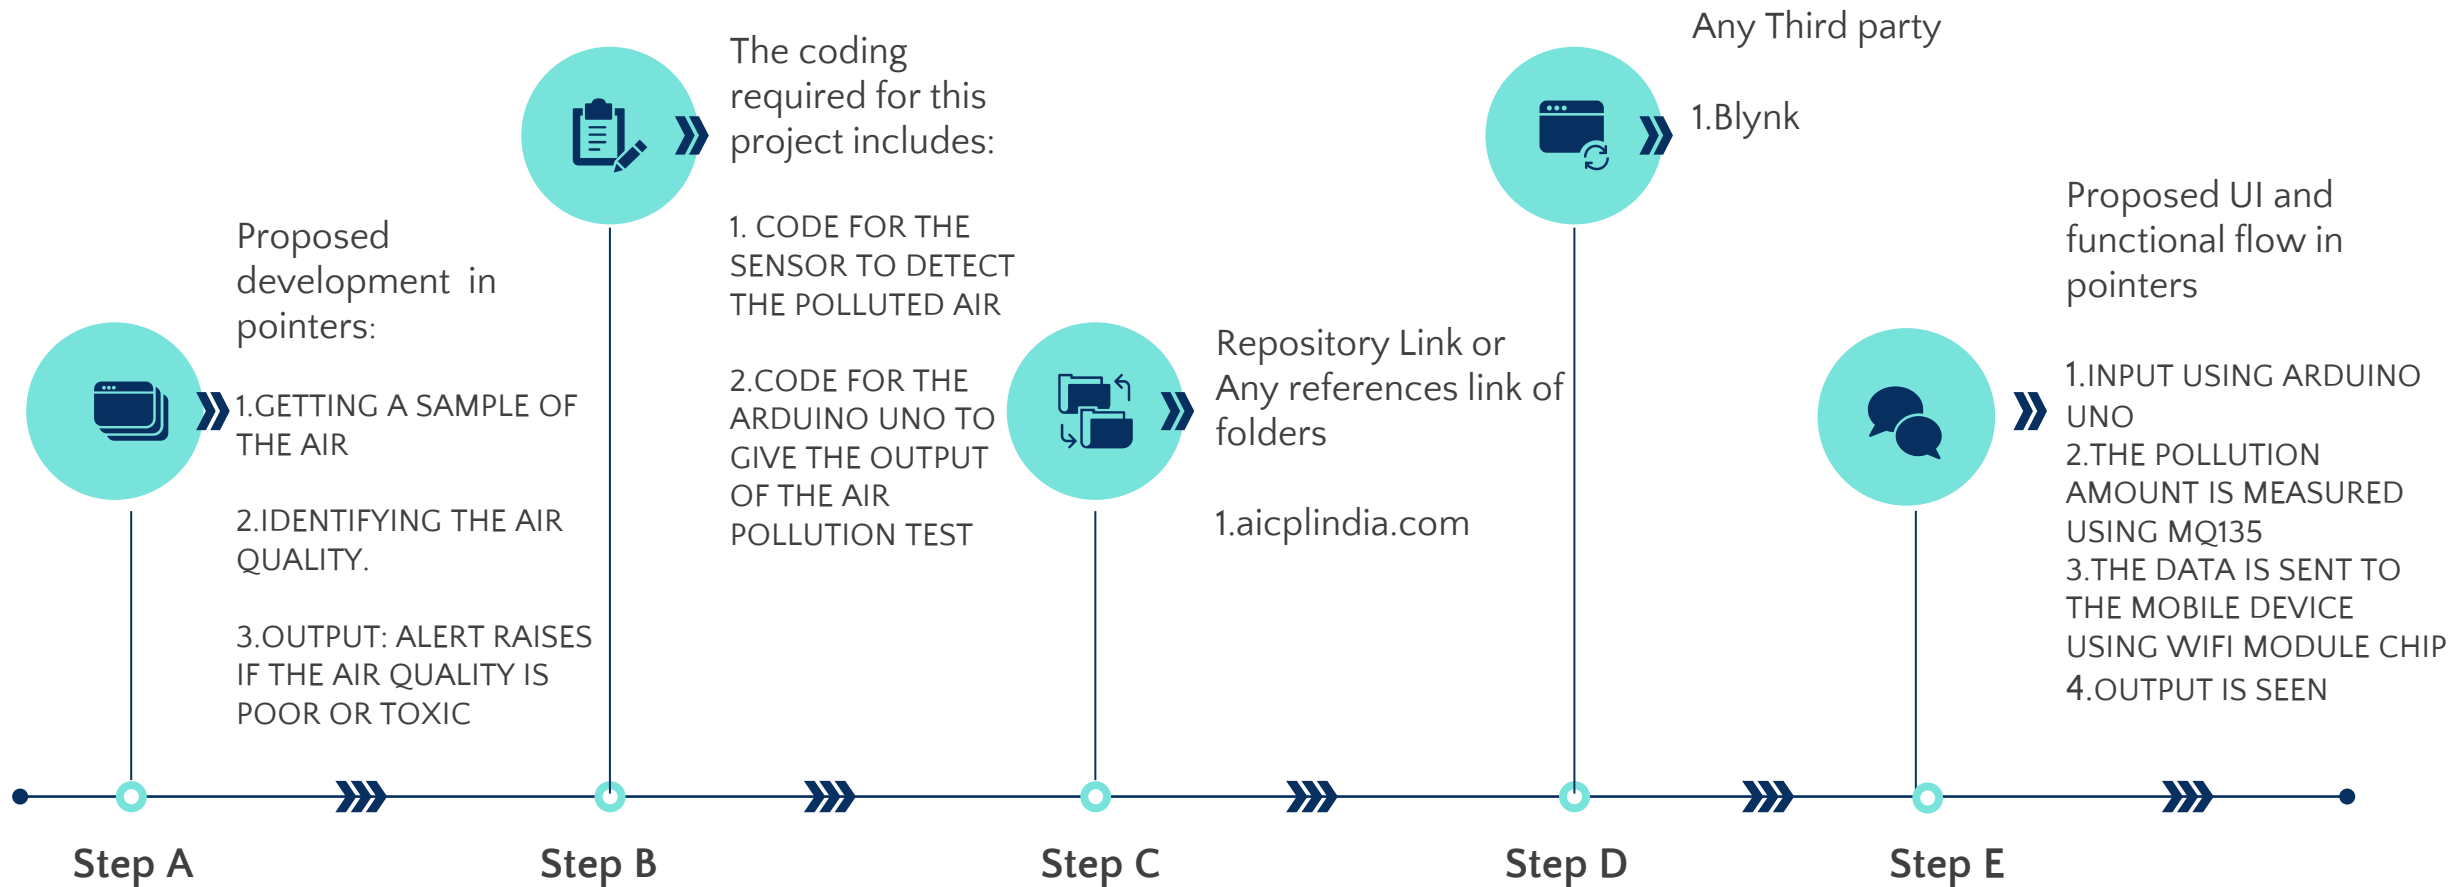 Proposed
development in
pointers:
1.GETTING A SAMPLE OF
THE AIR
2.IDENTIFYING THE AIR
QUALITY.
3.OUTPUT: ALERT RAISES
IF THE AIR QUALITY IS
POOR OR TOXIC
Step A
The coding
required for this
project includes:
1. CODE FOR THE
SENSOR TO DETECT
THE POLLUTED AIR
2.CODE FOR THE
ARDUINO UNO TO
GIVE THE OUTPUT
OF THE AIR
POLLUTION TEST
Step B
Repository Link or
Any references link of
folders
1.aicplindia.com
Step C
Any Third party
1.Blynk
Step D
Proposed UI and
functional flow in
pointers
1.INPUT USING ARDUINO
UNO
2.THE POLLUTION
AMOUNT IS MEASURED
USING MQ135
3.THE DATA IS SENT TO
THE MOBILE DEVICE
USING WIFI MODULE CHIP
4.OUTPUT IS SEEN
Step E